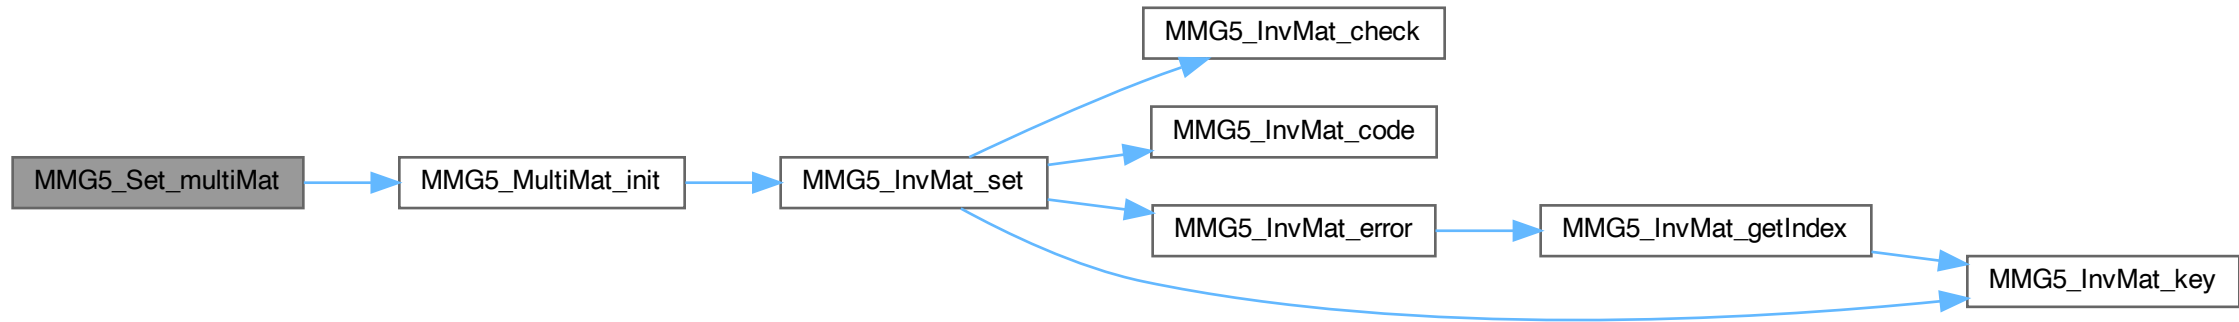 MMG5_InvMat_check
MMG5_InvMat_code
MMG5_Set_multiMat
MMG5_MultiMat_init
MMG5_InvMat_set
MMG5_InvMat_error
MMG5_InvMat_getIndex
MMG5_InvMat_key